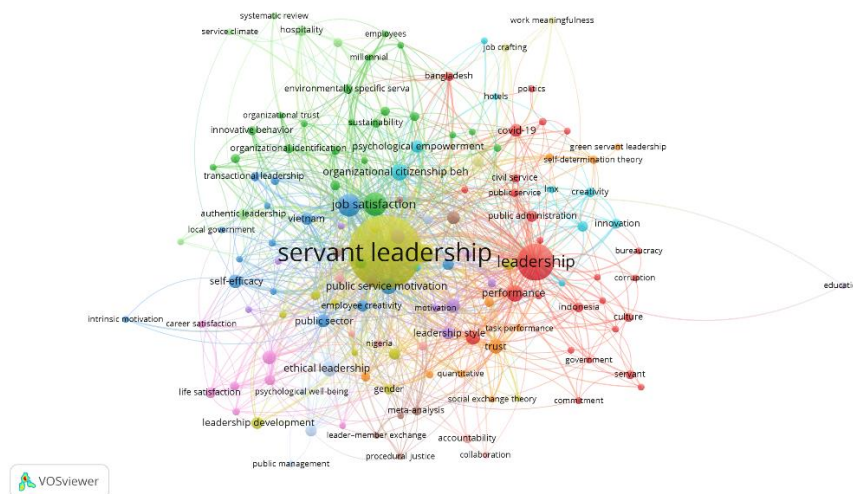 systematic review
service climate
hospitality
employees
work meaningfulness
millennial
job crafting
bangladesh
environmentally specific serva
hotels
politics
organizational trust
sustainability
innovative behavior
covid-19
organizational identification
psychological empowerment
green servant leadership
self-determination theory
transactional leadership
organizational citizenship beh
civil service
public service
lmx
creativity
job satisfaction
authentic leadership
vietnam
public administration
innovation
local government
servant leadership
leadership
bureaucracy
self-efficacy
public service motivation
performance
corruption
educati
employee creativity
motivation
indonesia
culture
intrinsic motivation
career satisfaction
public sector
leadership style
task performance
nigeria
trust
government
ethical leadership
quantitative
servant
life satisfaction
psychological well-being
gender
social exchange theory
commitment
meta-analysis
leadership development
leader–member exchange
accountability
procedural justice
collaboration
public management
VOSviewer